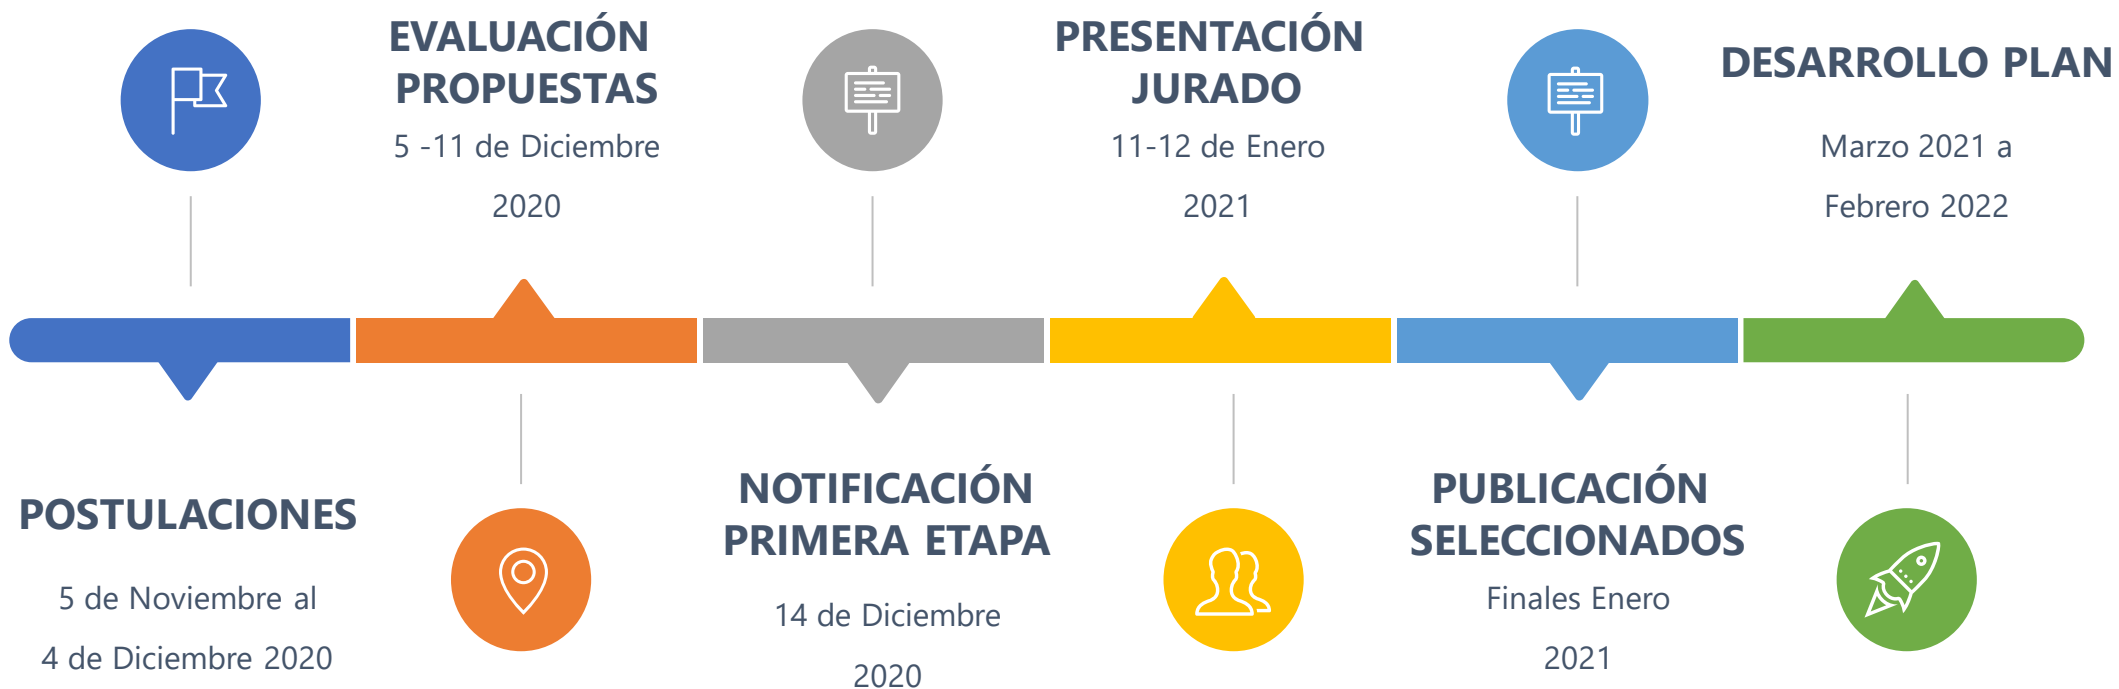 POSTULACIONES
5 de Noviembre al
4 de Diciembre 2020
EVALUACIÓN
PROPUESTAS
5 -11 de Diciembre
2020
NOTIFICACIÓN
PRIMERA ETAPA
14 de Diciembre
2020
PRESENTACIÓN
JURADO
11-12 de Enero
2021
PUBLICACIÓN
SELECCIONADOS
Finales Enero
2021
DESARROLLO PLAN
Marzo 2021 a
Febrero 2022